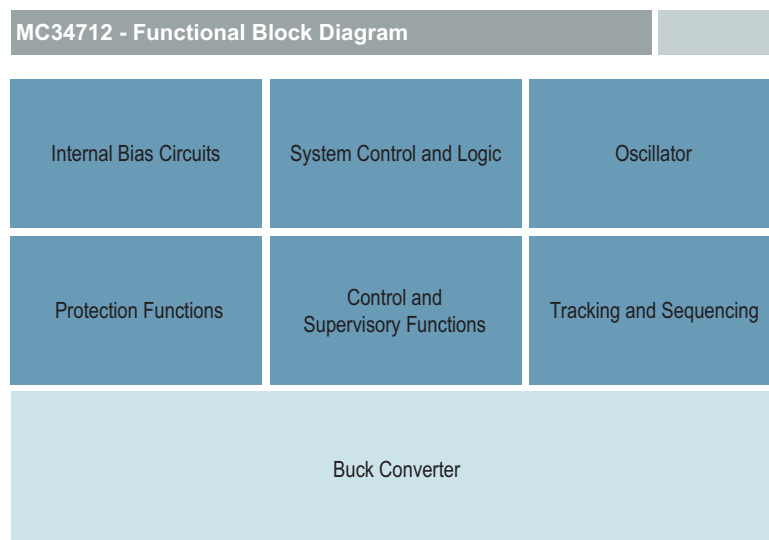 MC34712 - Functional Block Diagram
Internal Bias Circuits
System Control and Logic
Oscillator
Protection Functions
Control and
Supervisory Functions
Tracking and Sequencing
Buck Converter